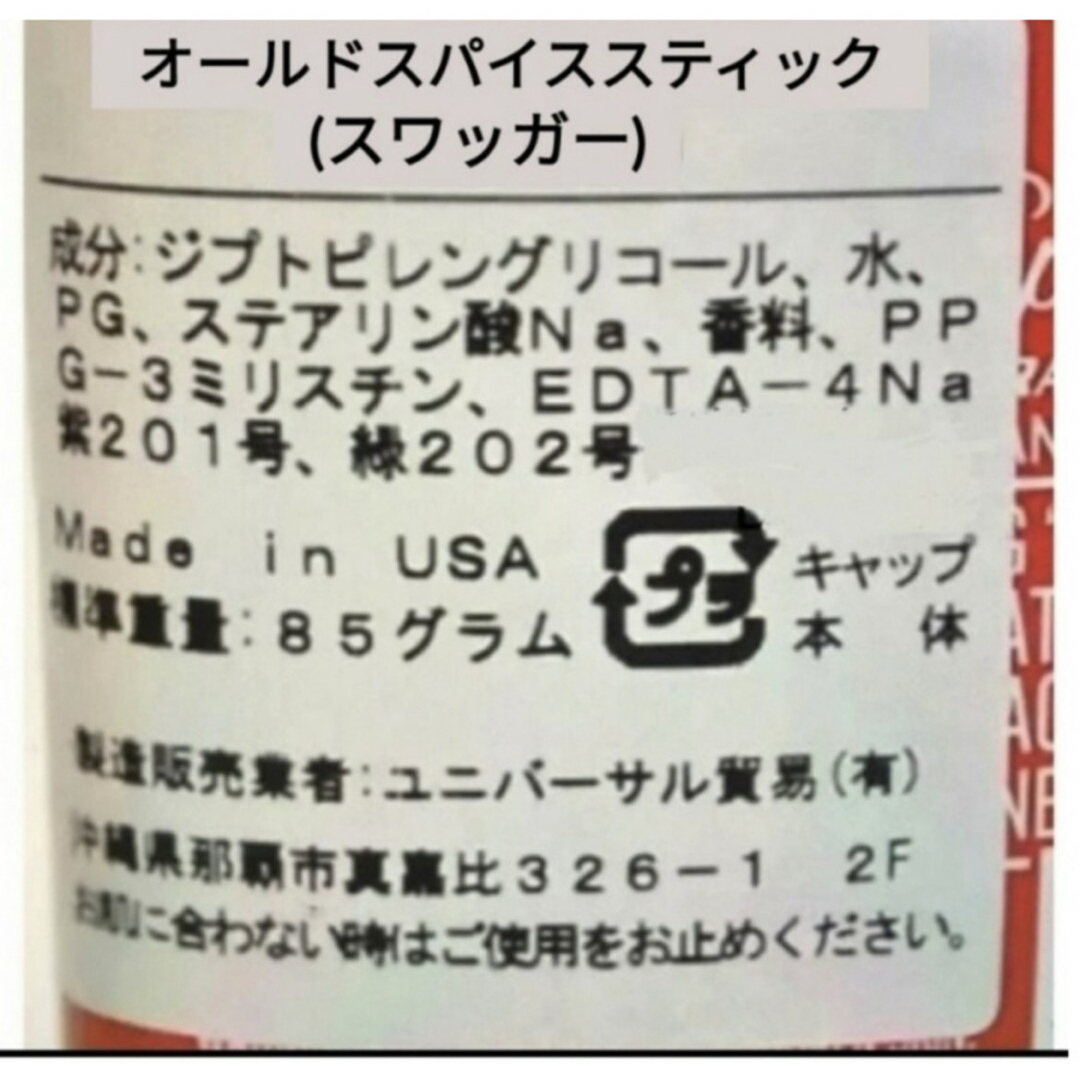 オールドスパイススティック
(スワッガー)
成分:ジプトピレングリコール、水、
PG、ステアリン酸Na、香料、PP
G-3ミリスチン、EDTA-4Na
紫201号、緑202号
Made in USA
標準重量:85グラム
プラ
キャップ
本 体
製造販売業者:ユニバーサル貿易(有)
沖縄県那覇市真嘉比326-1 2F
お肌に合わない時はご使用をお止めください。